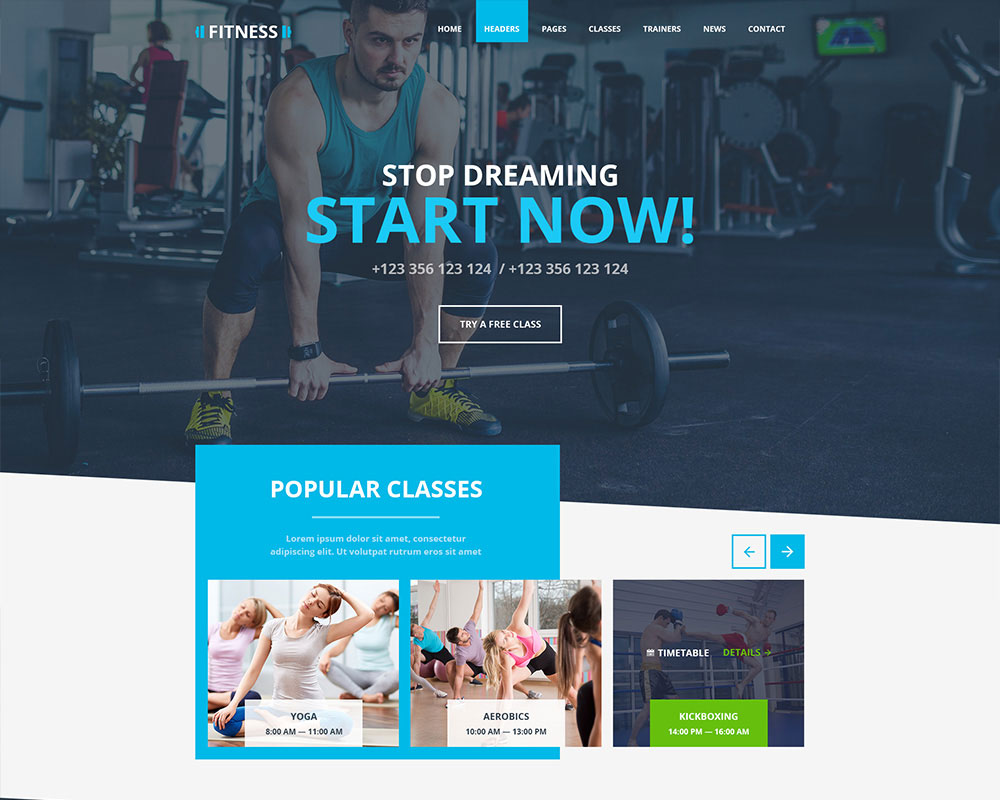 FITNESS
HOME HEADERS PAGES CLASSES TRAINERS NEWS CONTACT
STOP DREAMING
START NOW!
+123 356 123 124 / +123 356 123 124
TRY A FREE CLASS
POPULAR CLASSES
Lorem ipsum dolor sit amet, consectetur
adipiscing elit. Ut volutpat rutrum eros sit amet
TIMETABLE DETAILS
YOGA
8:00 AM — 11:00 AM
AEROBICS
10:00 AM — 13:00 PM
KICKBOXING
14:00 PM — 16:00 AM